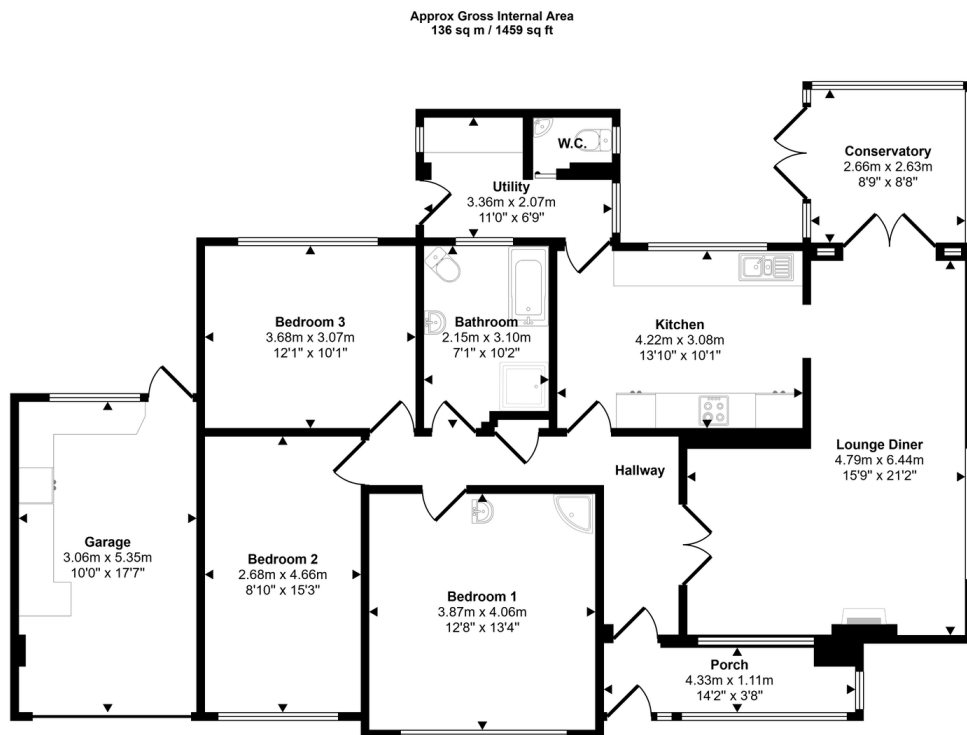 Approx Gross Internal Area
136 sq m / 1459 sq ft
W.C.
Conservatory
2.66m x 2.63m
8'9" x 8'8"
Utility
3.36m x 2.07m
11'0" x 6'9"
Bedroom 3
3.68m x 3.07m
12'1" x 10'1"
Bathroom
2.15m x 3.10m
7'1" x 10'2"
Kitchen
4.22m x 3.08m
13'10" x 10'1"
Lounge Diner
4.79m x 6.44m
15'9" x 21'2"
Hallway
Garage
3.06m x 5.35m
10'0" x 17'7"
Bedroom 2
2.68m x 4.66m
8'10" x 15'3"
Bedroom 1
3.87m x 4.06m
12'8" x 13'4"
Porch
4.33m x 1.11m
14'2" x 3'8"